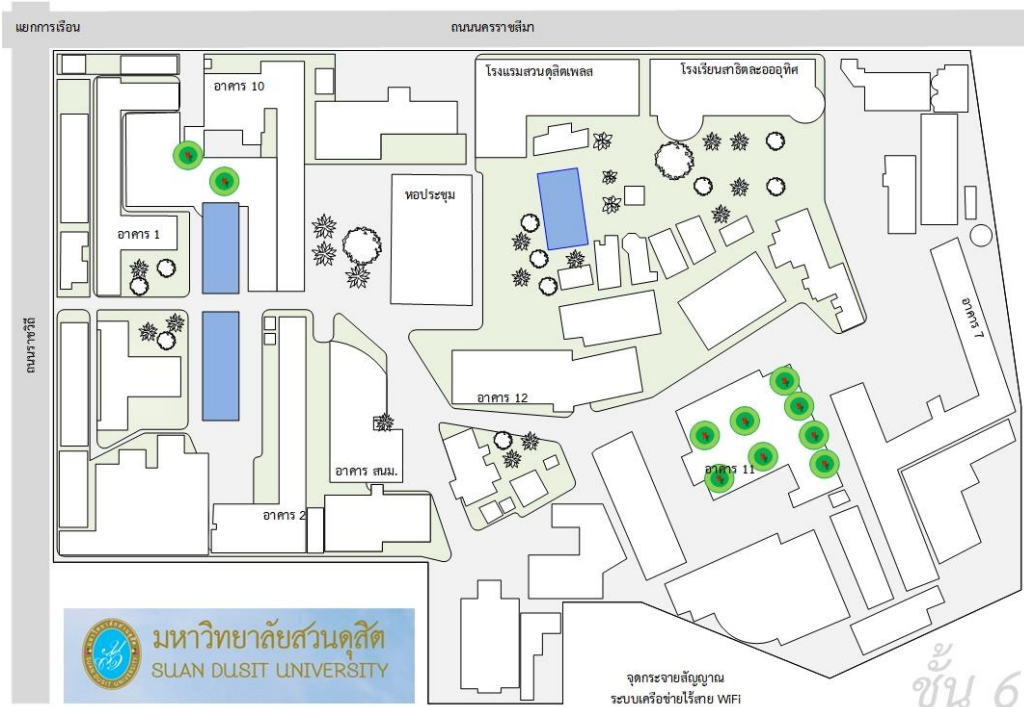 แยกการเรือน
ถนนนครราชสีมา
อาคาร 10
โรงแรมสวนดุสิตเพลส
โรงเรียนสาธิตละอออุทิศ
หอประชุม
อาคาร 1
อาคาร 7
ถนนราชวิถี
อาคาร 12
อาคาร สนม.
อาคาร 11
อาคาร 2
มหาวิทยาลัยสวนดุสิต
SUAN DUSIT UNIVERSITY
จุดกระจายสัญญาณ
ระบบเครือข่ายไร้สาย WiFi
ชั้น 6